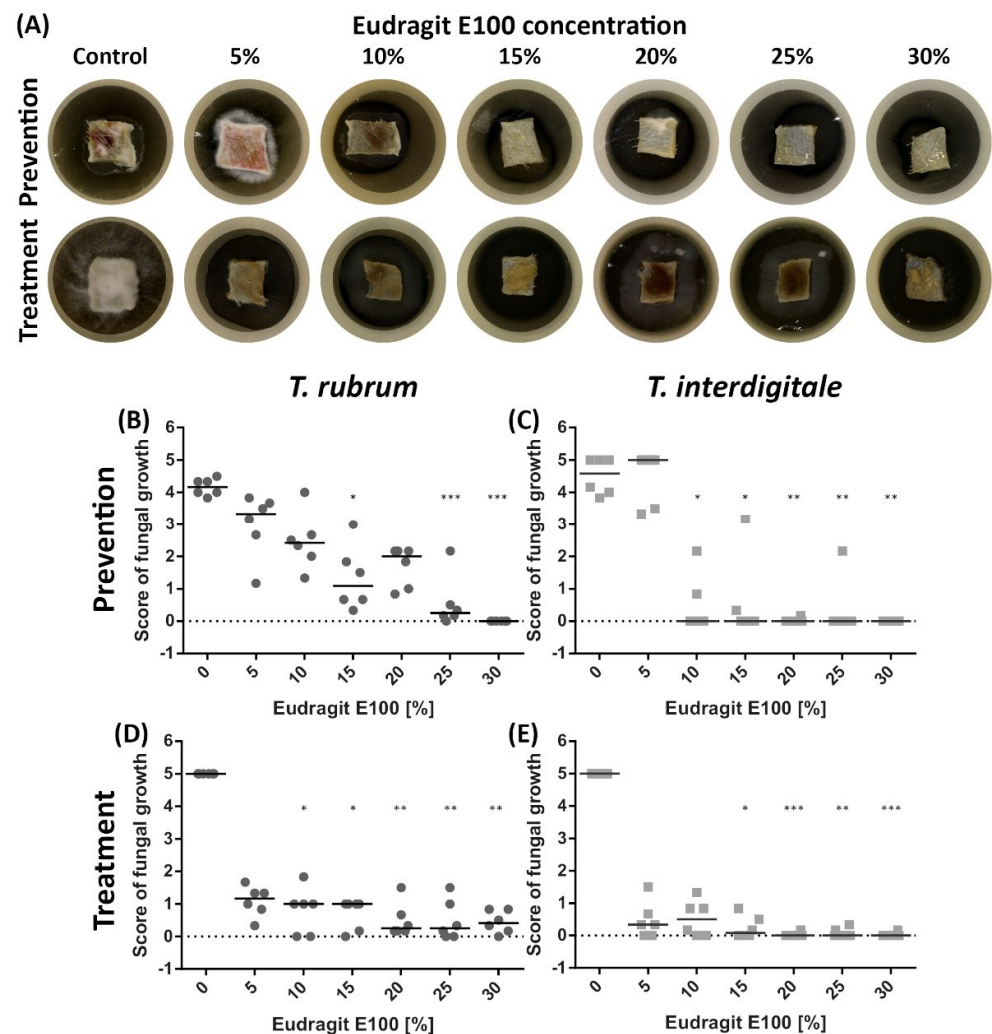 (A)
Eudragit E100 concentration
Control 5% 10% 15% 20% 25% 30%
Prevention
Treatment
T. rubrum
T. interdigitale
Prevention
(B)
Score of fungal growth
6
5
4
3
2
1
0
-1
* *** ***
0 5 10 15 20 25 30
Eudragit E100 [%]
(C)
Score of fungal growth
6
5
4
3
2
1
0
-1
* * ** ** **
0 5 10 15 20 25 30
Eudragit E100 [%]
Treatment
(D)
Score of fungal growth
6
5
4
3
2
1
0
-1
* * ** ** **
0 5 10 15 20 25 30
Eudragit E100 [%]
(E)
Score of fungal growth
6
5
4
3
2
1
0
-1
* *** ** ***
0 5 10 15 20 25 30
Eudragit E100 [%]